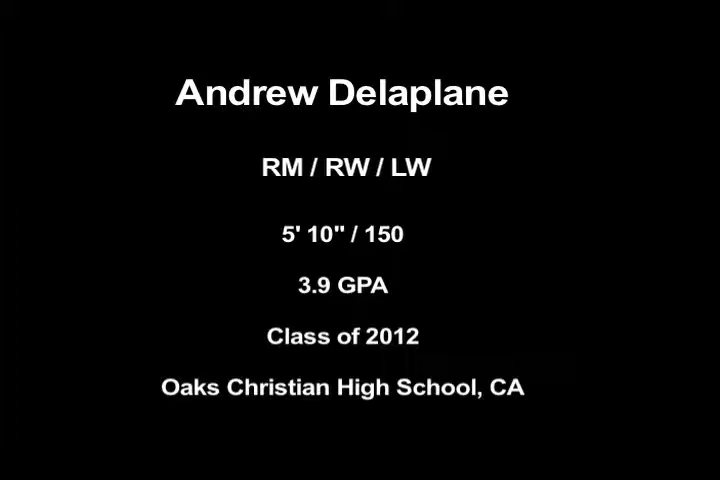 Andrew Delaplane
RM / RW / LW
5' 10" / 150
3.9 GPA
Class of 2012
Oaks Christian High School, CA